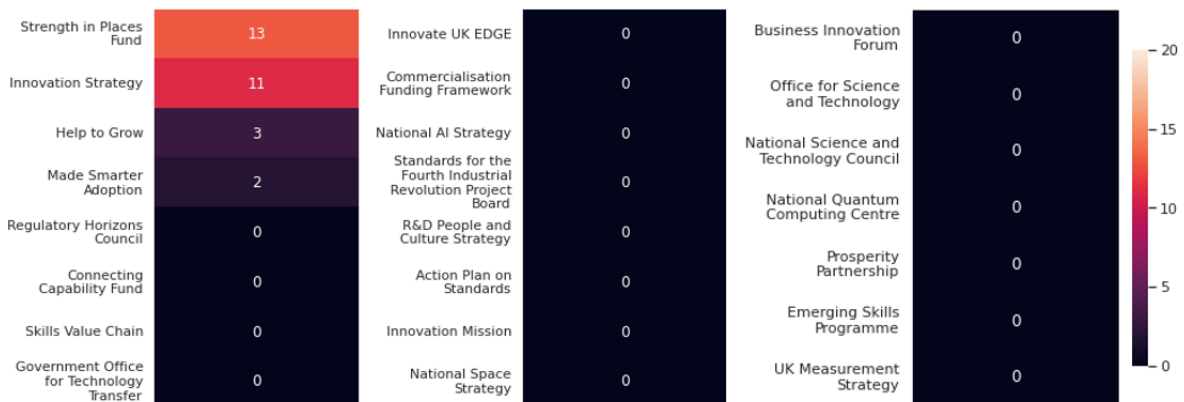 Strength in Places
Fund
13
Innovation Strategy
11
Help to Grow
3
Made Smarter
Adoption
2
Regulatory Horizons
Council
0
Connecting
Capability Fund
0
Skills Value Chain
0
Government Office
for Technology
Transfer
0
Innovate UK EDGE
0
Commercialisation
Funding Framework
0
National AI Strategy
0
Standards for the
Fourth Industrial
Revolution Project
Board
0
R&D People and
Culture Strategy
0
Action Plan on
Standards
0
Innovation Mission
0
National Space
Strategy
0
Business Innovation
Forum
0
Office for Science
and Technology
0
National Science and
Technology Council
0
National Quantum
Computing Centre
0
Prosperity
Partnership
0
Emerging Skills
Programme
0
UK Measurement
Strategy
0
20
15
10
5
0